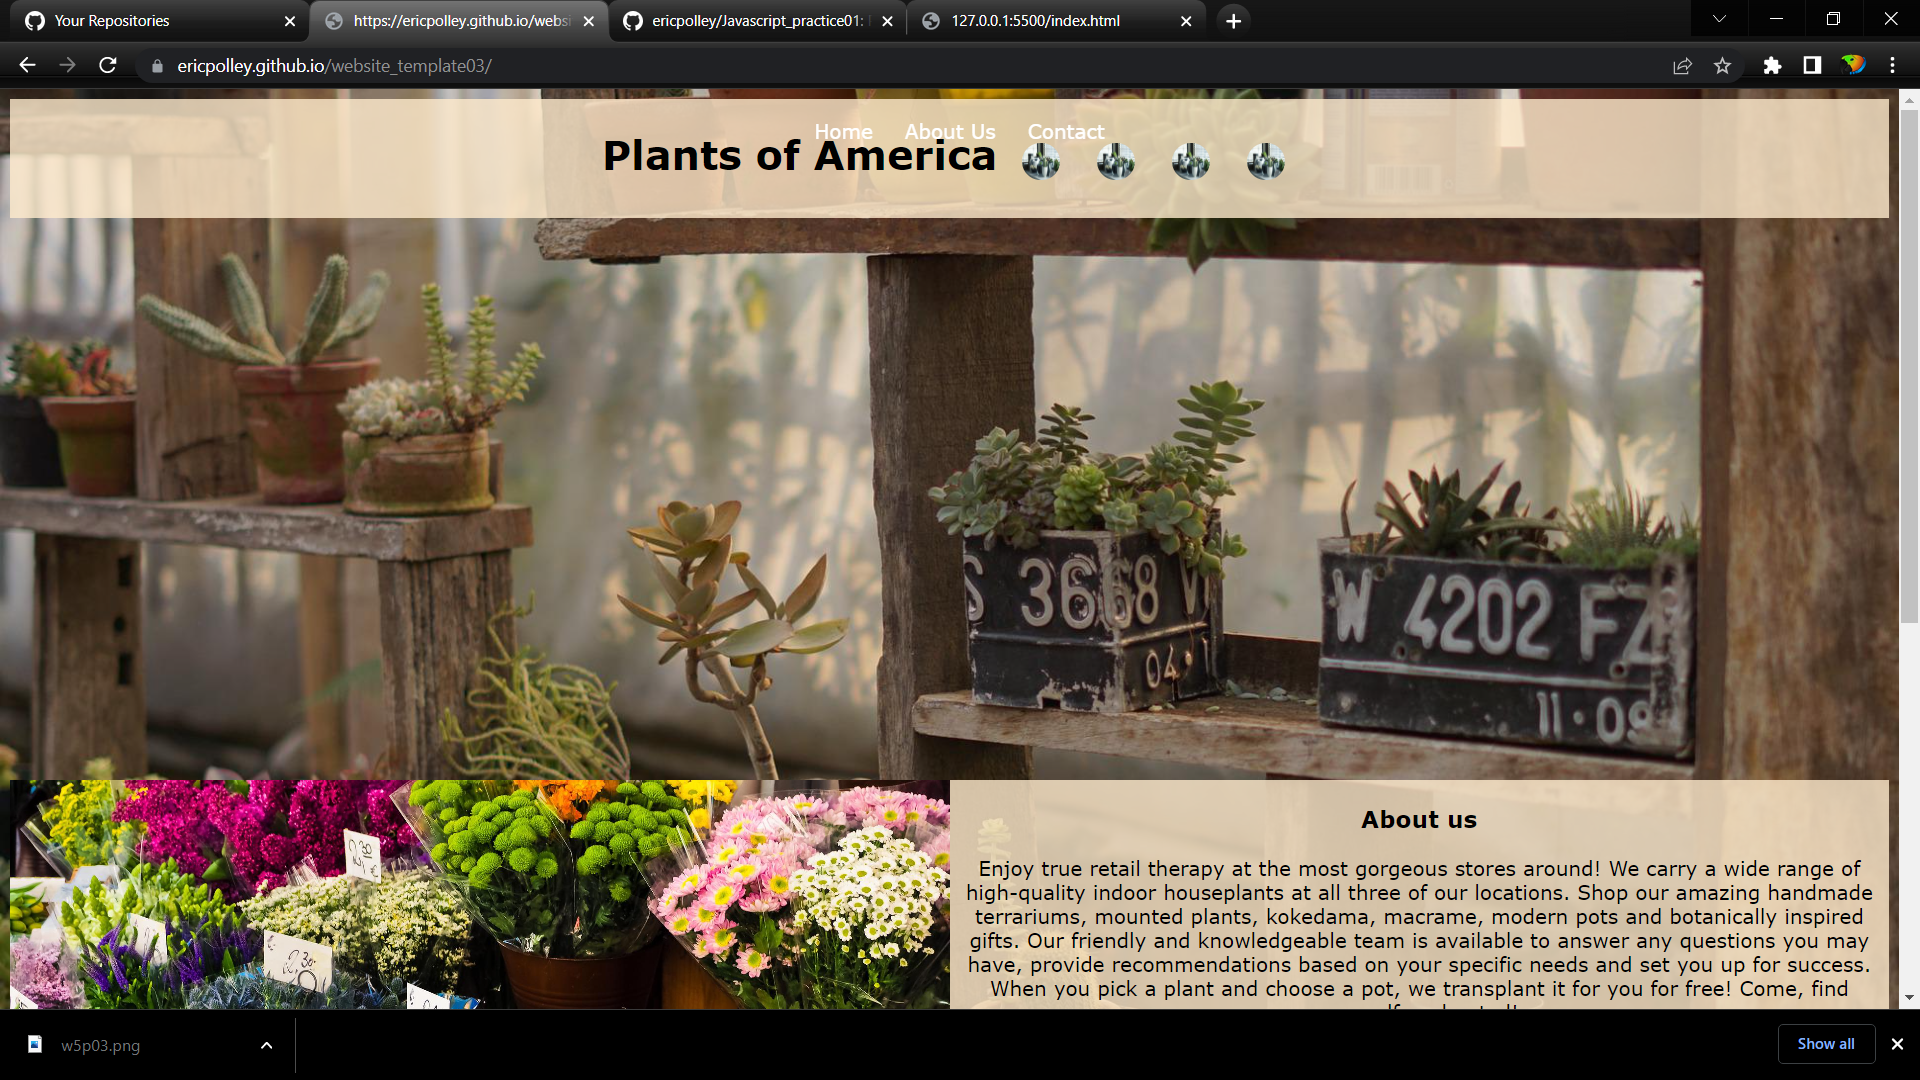 Your Repositories
https://ericpolley.github.io/websi
ericpolley/Javascript_practice01:
127.0.0.1:5500/index.html
ericpolley.github.io/website_template03/
Home About Us Contact
Plants of America
S 3668
04·1
W 4202 FZ
11·09
About us
Enjoy true retail therapy at the most gorgeous stores around! We carry a wide range of
high-quality indoor houseplants at all three of our locations. Shop our amazing handmade
terrariums, mounted plants, kokedama, macrame, modern pots and botanically inspired
gifts. Our friendly and knowledgeable team is available to answer any questions you may
have, provide recommendations based on your specific needs and set you up for success.
When you pick a plant and choose a pot, we transplant it for you for free! Come, find
w5p03.png
Show all